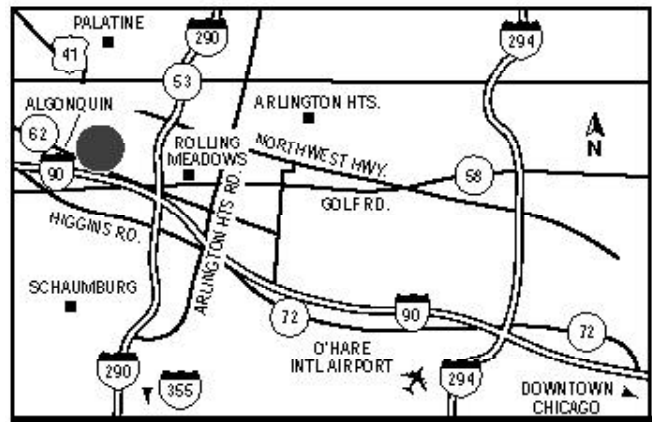 PALATINE
290
294
41
53
ALGONQUIN
ARLINGTON HTS.
62
ROLLING
MEADOWS
NORTHWEST HWY.
N
90
58
GOLF RD.
HIGGINS RD.
ARLINGTON HTS RD.
SCHAUMBURG
72
90
72
O'HARE
INTL AIRPORT
290
355
294
DOWNTOWN
CHICAGO